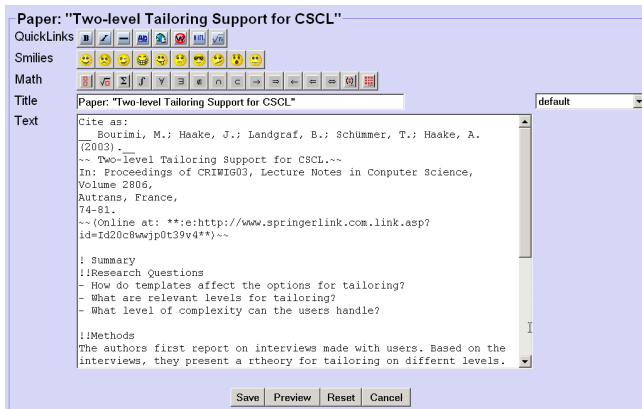 Paper: "Two-level Tailoring Support for CSCL"
QuickLinks B I Ab
Smilies
Math √α Σ ∫ ∀ ∃ ∉ ∩ ⊂ → ⇒ ← ⇐ ⇔
Title Paper: "Two-level Tailoring Support for CSCL" default
Text
Cite as:
__ Bourimi, M.; Haake, J.; Landgraf, B.; Schümmer, T.; Haake, A.
(2003).__
~~ Two-level Tailoring Support for CSCL.~~
In: Proceedings of CRIWIG03, Lecture Notes in Conputer Science,
Volume 2806,
Autrans, France,
74-81.
~~(Online at: **:e:http://www.springerlink.com.link.asp?
id=Id20c8wwjp0t39v4**)~~
! Summary
!!Research Questions
- How do templates affect the options for tailoring?
- What are relevant levels for tailoring?
- What level of complexity can the users handle?
!!Methods
The authors first report on interviews made with users. Based on the
interviews, they present a rtheory for tailoring on differnt levels.
Save Preview Reset Cancel